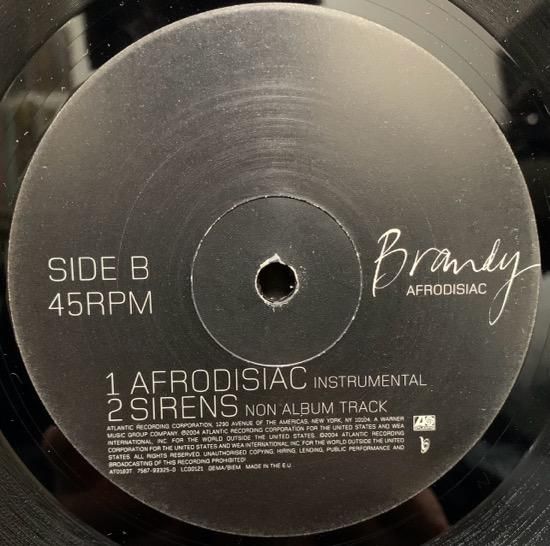 SIDE B
45RPM
Brandy
AFRODISIAC
1 AFRODISIAC INSTRUMENTAL
2 SIRENS NON ALBUM TRACK
ATLANTIC RECORDING CORPORATION, 1290 AVENUE OF THE AMERICAS, NEW YORK, NY 10104. A WARNER
MUSIC GROUP COMPANY. ℗2004 ATLANTIC RECORDING CORPORATION FOR THE UNITED STATES AND WEA
INTERNATIONAL, INC. FOR THE WORLD OUTSIDE THE UNITED STATES. ©2004 ATLANTIC RECORDING
CORPORATION FOR THE UNITED STATES AND WEA INTERNATIONAL INC. FOR THE WORLD OUTSIDE THE UNITED
STATES. ALL RIGHTS RESERVED. UNAUTHORISED COPYING, HIRING, LENDING, PUBLIC PERFORMANCE AND
BROADCASTING OF THIS RECORDING PROHIBITED!
AT0183T 7567-93325-0 LC00121 GEMA/BIEM MADE IN THE E.U.